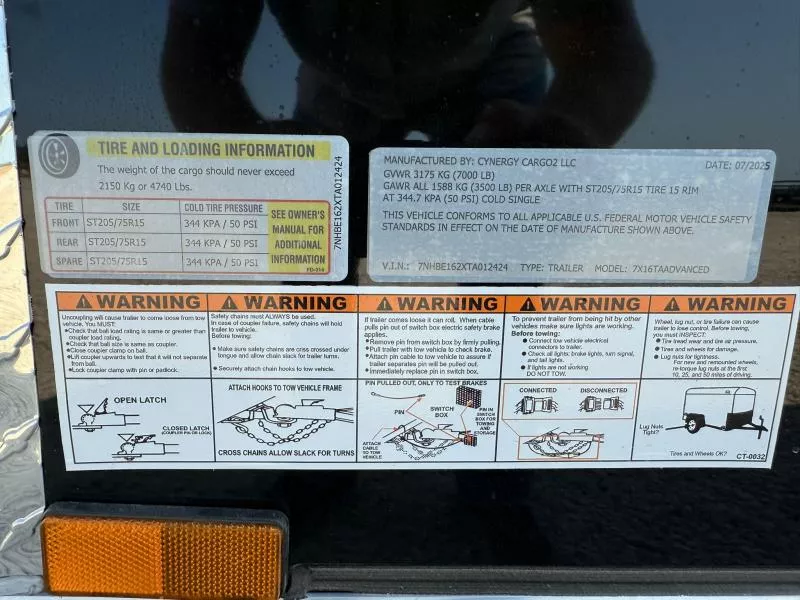 TIRE AND LOADING INFORMATION
The weight of the cargo should never exceed
2150 Kg or 4740 Lbs.
TIRE SIZE COLD TIRE PRESSURE
FRONT ST205/75R15 344 KPA / 50 PSI
REAR ST205/75R15 344 KPA / 50 PSI
SPARE ST205/75R15 344 KPA / 50 PSI
SEE OWNER'S
MANUAL FOR
ADDITIONAL
INFORMATION
FD-014
7NHBE162XTA012424
MANUFACTURED BY: CYNERGY CARGO2 LLC DATE: 07/2025
GVWR 3175 KG (7000 LB)
GAWR ALL 1588 KG (3500 LB) PER AXLE WITH ST205/75R15 TIRE 15 RIM
AT 344.7 KPA (50 PSI) COLD SINGLE
THIS VEHICLE CONFORMS TO ALL APPLICABLE U.S. FEDERAL MOTOR VEHICLE SAFETY
STANDARDS IN EFFECT ON THE DATE OF MANUFACTURE SHOWN ABOVE.
V.I.N.: 7NHBE162XTA012424 TYPE: TRAILER MODEL: 7X16TAADVANCED
WARNING
Uncoupling will cause trailer to come loose from tow
vehicle. You MUST:
●Check that ball load rating is same or greater than
coupler load rating.
●Check that ball size is same as coupler.
●Close coupler clamp on ball.
●Lift coupler upwards to test that it will not separate
from ball.
●Lock coupler clamp with pin or padlock.
OPEN LATCH
CLOSED LATCH
(COUPLER PIN OR LOCK)
WARNING
Safety chains must ALWAYS be used.
In case of coupler failure, safety chains will hold
trailer to vehicle.
Before towing:
● Make sure safety chains are criss crossed under
tongue and allow chain slack for trailer turns.
● Securely attach chain hooks to tow vehicle.
ATTACH HOOKS TO TOW VEHICLE FRAME
CROSS CHAINS ALLOW SLACK FOR TURNS
WARNING
If trailer comes loose it can roll. When cable
pulls pin out of switch box electric safety brake
applies.
●Remove pin from switch box by firmly pulling.
●Pull trailer with tow vehicle to check brakes.
●Attach pin cable to tow vehicle to assure if
trailer separates pin will be pulled out.
●Immediately replace pin in switch box.
PIN PULLED OUT, ONLY TO TEST BRAKES
PIN
SWITCH
BOX
PIN IN
SWITCH
BOX FOR
TOWING
AND
STORAGE
ATTACH
CABLE
TO TOW
VEHICLE
WARNING
To prevent trailer from being hit by other
vehicles make sure lights are working.
Before towing:
● Connect tow vehicle electrical
connectors to trailer.
● Check all lights: brake lights, turn signal,
and tail lights.
● If lights are not working
DO NOT TOW.
CONNECTED DISCONNECTED
WARNING
Wheel, lug nut, or tire failure can cause
trailer to lose control. Before towing,
you must INSPECT:
● Tire tread wear and tire air pressure.
● Tires and wheels for damage.
● Lug nuts for tightness.
For new and remounted wheels,
re-torque lug nuts at the first
10, 25, and 50 miles of driving.
Lug Nuts
Tight?
Tires and Wheels OK? CT-0032